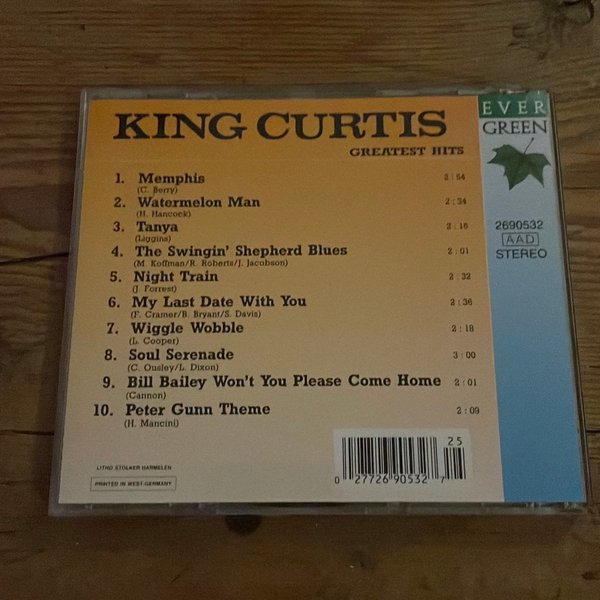 KING CURTIS
GREATEST HITS
EVER
GREEN
2690532
AAD
STEREO
1. Memphis 2:54
(C. Berry)
2. Watermelon Man 2:34
(H. Hancock)
3. Tanya 2:16
(Liggins)
4. The Swingin' Shepherd Blues 2:01
(M. Koffman/R. Roberts/J. Jacobson)
5. Night Train 2:32
(J. Forrest)
6. My Last Date With You 2:36
(F. Cramer/B. Bryant/S. Davis)
7. Wiggle Wobble 2:18
(L. Cooper)
8. Soul Serenade 3:00
(C. Ousley/L. Dixon)
9. Bill Bailey Won't You Please Come Home 2:01
(Cannon)
10. Peter Gunn Theme 2:09
(H. Mancini)
LITHO STOLKER HARMELEN
PRINTED IN WEST-GERMANY
25
0 27726 90532 7